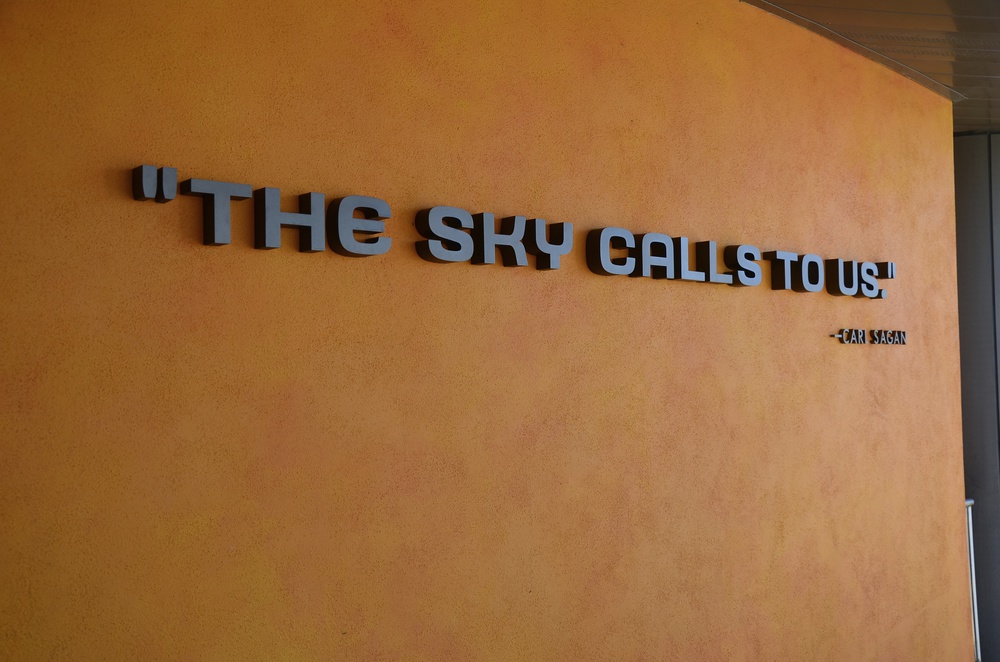 "THE SKY CALLS TO US."
—CARL SAGAN